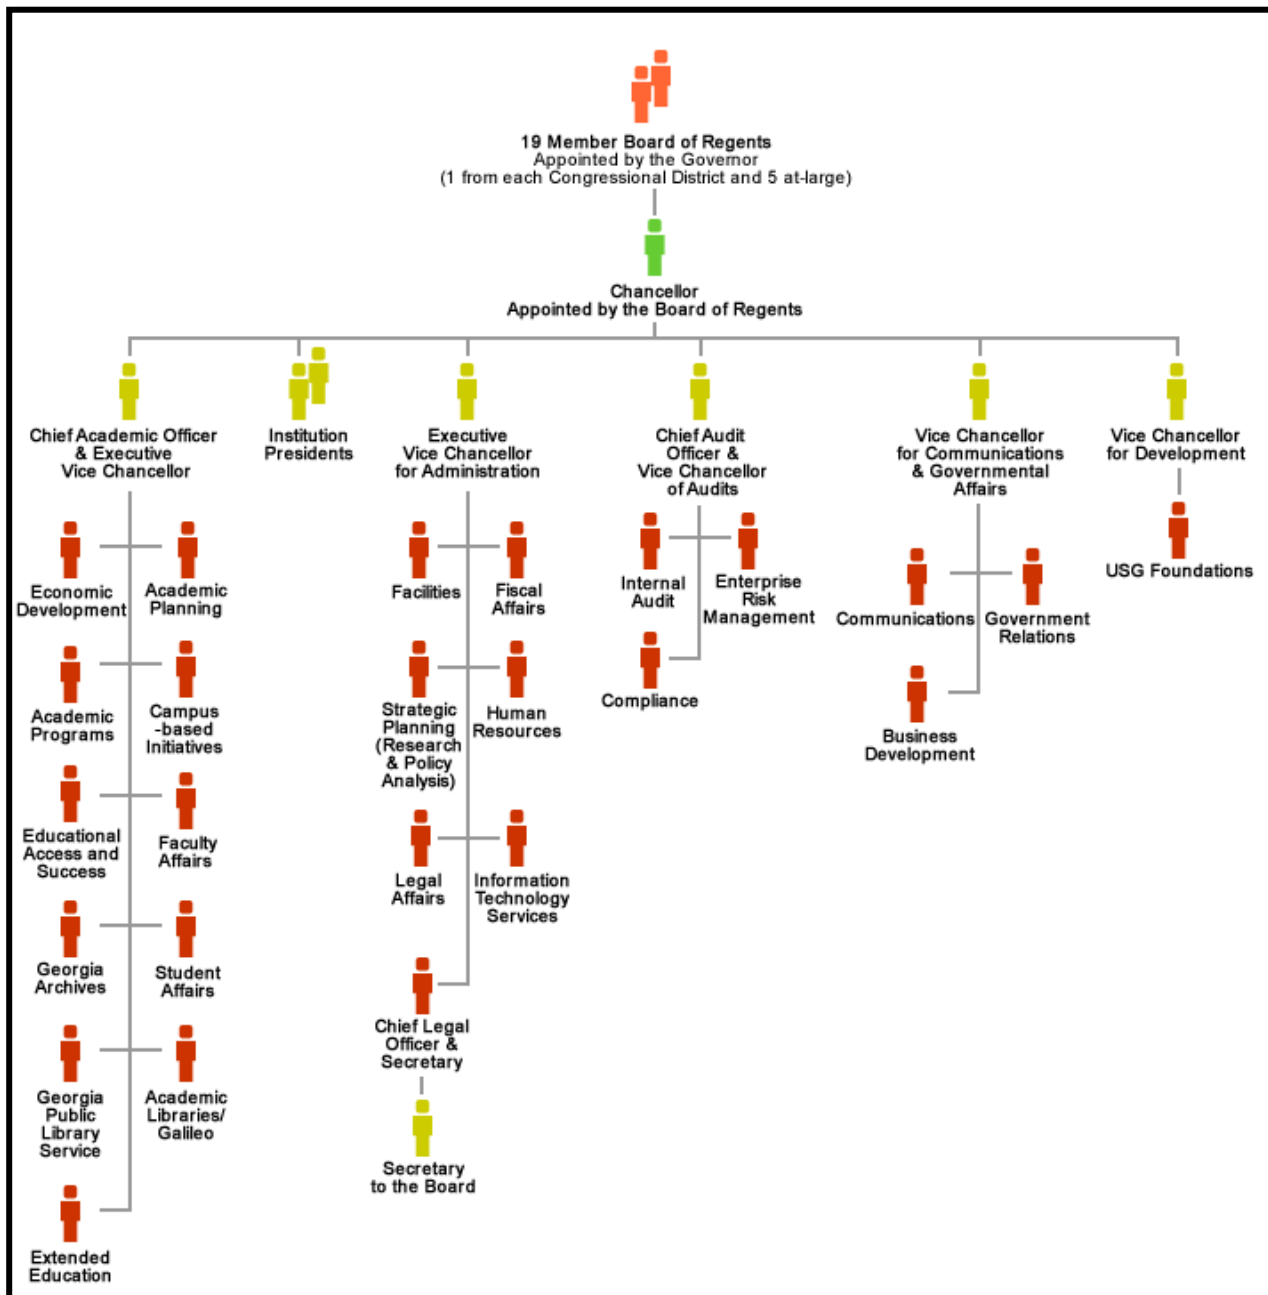 19 Member Board of Regents
Appointed by the Governor
(1 from each Congressional District and 5 at-large)
Chancellor
Appointed by the Board of Regents
Chief Academic Officer
& Executive
Vice Chancellor
Institution
Presidents
Executive
Vice Chancellor
for Administration
Chief Audit
Officer &
Vice Chancellor
of Audits
Vice Chancellor
for Communications
& Governmental
Affairs
Vice Chancellor
for Development
Economic
Development
Academic
Planning
Academic
Programs
Campus
-based
Initiatives
Educational
Access and
Success
Faculty
Affairs
Georgia
Archives
Student
Affairs
Georgia
Public
Library
Service
Academic
Libraries/
Galileo
Extended
Education
Facilities
Fiscal
Affairs
Strategic
Planning
(Research
& Policy
Analysis)
Human
Resources
Legal
Affairs
Information
Technology
Services
Chief Legal
Officer &
Secretary
Secretary
to the Board
Internal
Audit
Enterprise
Risk
Management
Compliance
Communications
Government
Relations
Business
Development
USG Foundations